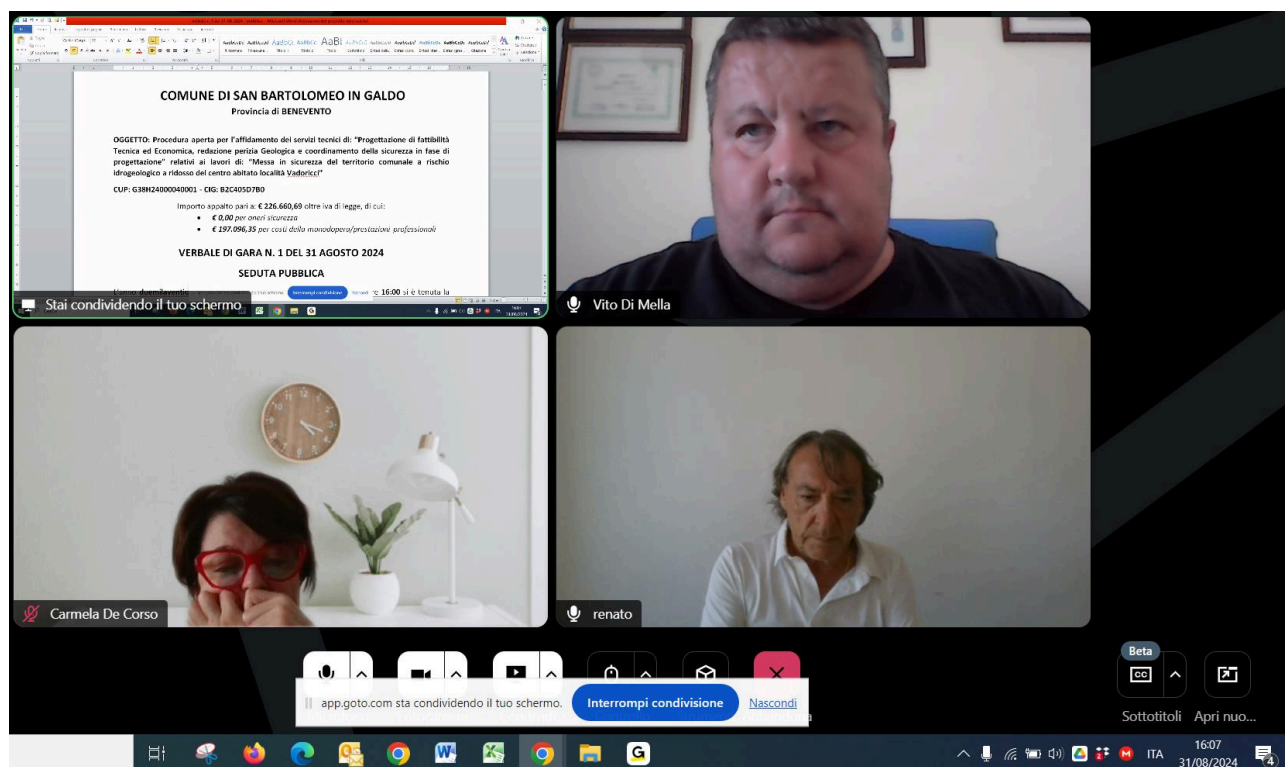 COMUNE DI SAN BARTOLOMEO IN GALDO
Provincia di BENEVENTO
OGGETTO: Procedura aperta per l'affidamento dei servizi tecnici di: "Progettazione di fattibilità
Tecnica ed Economica, redazione perizia Geologica e coordinamento della sicurezza in fase di
progettazione" relativi ai lavori di: "Messa in sicurezza del territorio comunale a rischio
idrogeologico a ridosso del centro abitato località Vadoricci"
CUP: G38H24000040001 - CIG: B2C405D7B0
Importo appalto pari a: € 226.660,69 oltre iva di legge, di cui:
• € 0,00 per oneri sicurezza
• € 197.096,35 per costi della manodopera/prestazioni professionali
VERBALE DI GARA N. 1 DEL 31 AGOSTO 2024
SEDUTA PUBBLICA
L'anno duemilaventi
Interrompi condivisione
16:00 si è tenuta la
Stai condividendo il tuo schermo
Vito Di Mella
Carmela De Corso
renato
Beta
CC
app.goto.com sta condividendo il tuo schermo.
Interrompi condivisione
Nascondi
Sottotitoli
Apri nuo...
ITA
16:07
31/08/2024
4